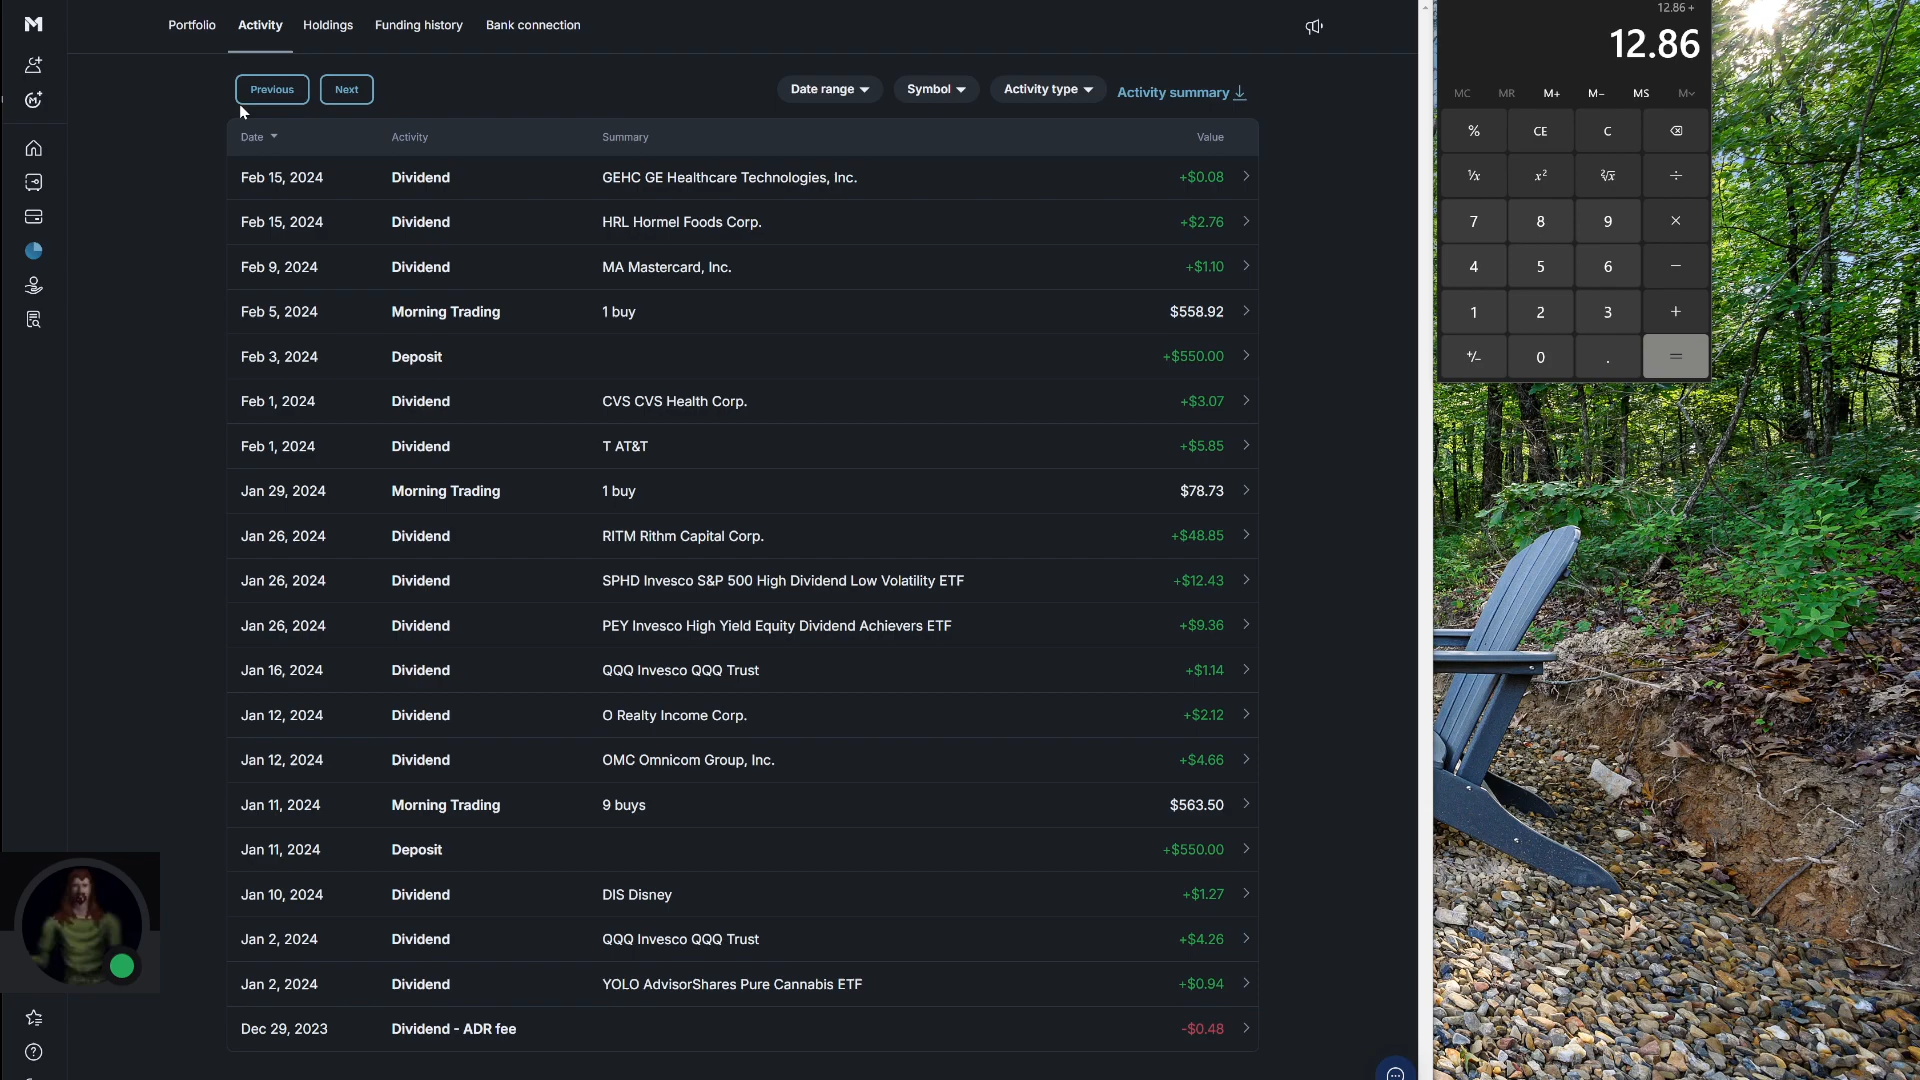 Portfolio Activity Holdings Funding history Bank connection
Previous Next Date range Symbol Activity type Activity summary
Date Activity Summary Value
Feb 15, 2024 Dividend GEHC GE Healthcare Technologies, Inc. +$0.08
Feb 15, 2024 Dividend HRL Hormel Foods Corp. +$2.76
Feb 9, 2024 Dividend MA Mastercard, Inc. +$1.10
Feb 5, 2024 Morning Trading 1 buy $558.92
Feb 3, 2024 Deposit +$550.00
Feb 1, 2024 Dividend CVS CVS Health Corp. +$3.07
Feb 1, 2024 Dividend T AT&T +$5.85
Jan 29, 2024 Morning Trading 1 buy $78.73
Jan 26, 2024 Dividend RITM Rithm Capital Corp. +$48.85
Jan 26, 2024 Dividend SPHD Invesco S&P 500 High Dividend Low Volatility ETF +$12.43
Jan 26, 2024 Dividend PEY Invesco High Yield Equity Dividend Achievers ETF +$9.36
Jan 16, 2024 Dividend QQQ Invesco QQQ Trust +$1.14
Jan 12, 2024 Dividend O Realty Income Corp. +$2.12
Jan 12, 2024 Dividend OMC Omnicom Group, Inc. +$4.66
Jan 11, 2024 Morning Trading 9 buys $563.50
Jan 11, 2024 Deposit +$550.00
Jan 10, 2024 Dividend DIS Disney +$1.27
Jan 2, 2024 Dividend QQQ Invesco QQQ Trust +$4.26
Jan 2, 2024 Dividend YOLO AdvisorShares Pure Cannabis ETF +$0.94
Dec 29, 2023 Dividend - ADR fee -$0.48
12.86 +
12.86
MC MR M+ M− MS M˅
% CE C ⌫
¹/x x² ²√x ÷
7 8 9 ×
4 5 6 −
1 2 3 +
+/− 0 . =